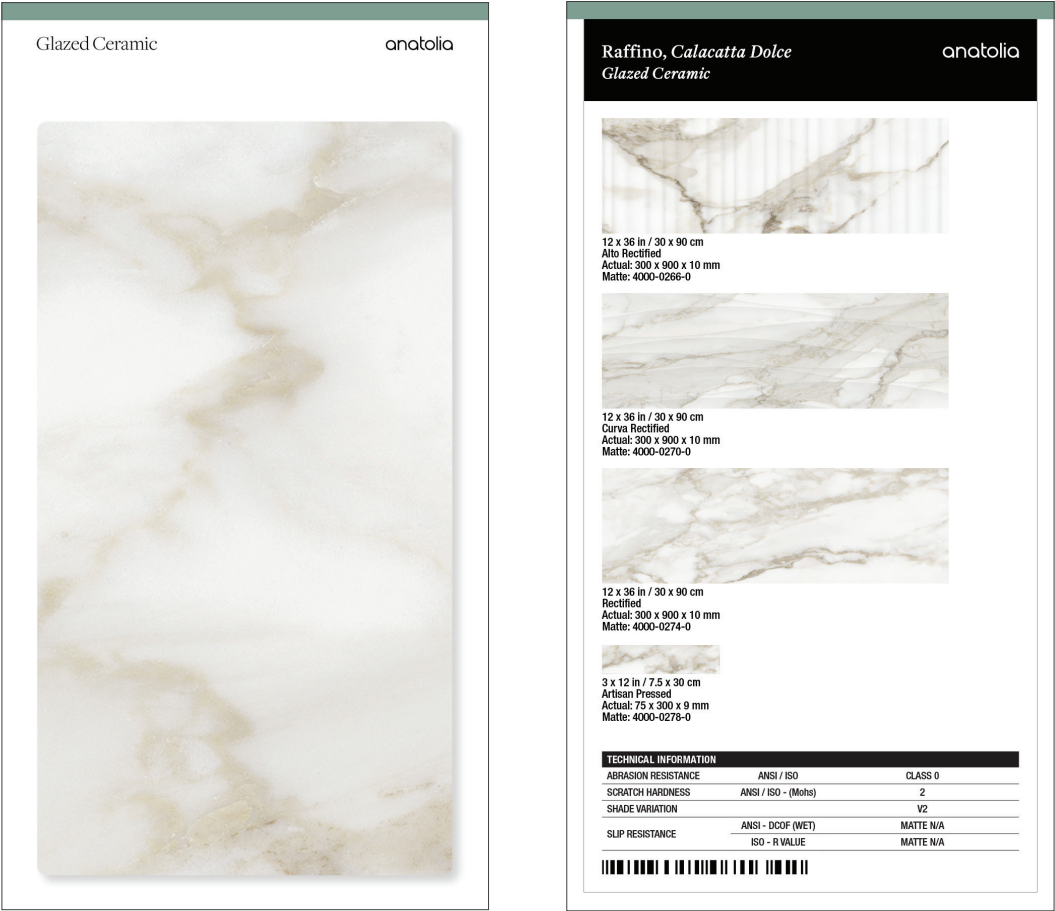 Glazed Ceramic
anatolia
Raffino, Calacatta Dolce
Glazed Ceramic
anatolia
12 x 36 in / 30 x 90 cm
Alto Rectified
Actual: 300 x 900 x 10 mm
Matte: 4000-0266-0
12 x 36 in / 30 x 90 cm
Curva Rectified
Actual: 300 x 900 x 10 mm
Matte: 4000-0270-0
12 x 36 in / 30 x 90 cm
Rectified
Actual: 300 x 900 x 10 mm
Matte: 4000-0274-0
3 x 12 in / 7.5 x 30 cm
Artisan Pressed
Actual: 75 x 300 x 9 mm
Matte: 4000-0278-0
TECHNICAL INFORMATION
ABRASION RESISTANCE ANSI / ISO CLASS 0
SCRATCH HARDNESS ANSI / ISO - (Mohs) 2
SHADE VARIATION V2
SLIP RESISTANCE ANSI - DCOF (WET) MATTE N/A
ISO - R VALUE MATTE N/A